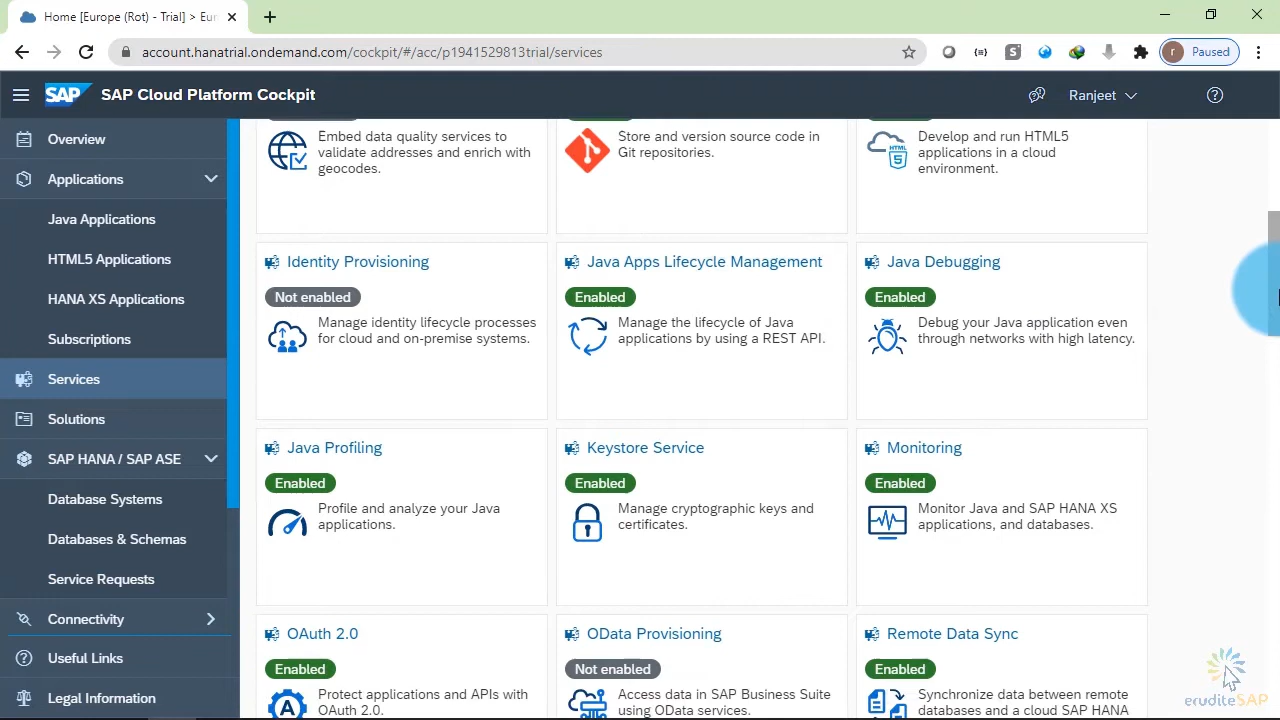 Home [Europe (Rot) - Trial] > Eur
account.hanatrial.ondemand.com/cockpit/#/acc/p1941529813trial/services
r Paused
SAP SAP Cloud Platform Cockpit
Ranjeet
Overview
Applications
Java Applications
HTML5 Applications
HANA XS Applications
Subscriptions
Services
Solutions
SAP HANA / SAP ASE
Database Systems
Databases & Schemas
Service Requests
Connectivity
Useful Links
Legal Information
Embed data quality services to
validate addresses and enrich with
geocodes.
Store and version source code in
Git repositories.
HTML
5
Develop and run HTML5
applications in a cloud
environment.
Identity Provisioning
Not enabled
Manage identity lifecycle processes
for cloud and on-premise systems.
Java Apps Lifecycle Management
Enabled
Manage the lifecycle of Java
applications by using a REST API.
Java Debugging
Enabled
Debug your Java application even
through networks with high latency.
Java Profiling
Enabled
Profile and analyze your Java
applications.
Keystore Service
Enabled
Manage cryptographic keys and
certificates.
Monitoring
Enabled
Monitor Java and SAP HANA XS
applications, and databases.
OAuth 2.0
Enabled
Protect applications and APIs with
OAuth 2.0.
OData Provisioning
Not enabled
Access data in SAP Business Suite
using OData services.
Remote Data Sync
Enabled
Synchronize data between remote
databases and a cloud SAP HANA
eruditeSAP